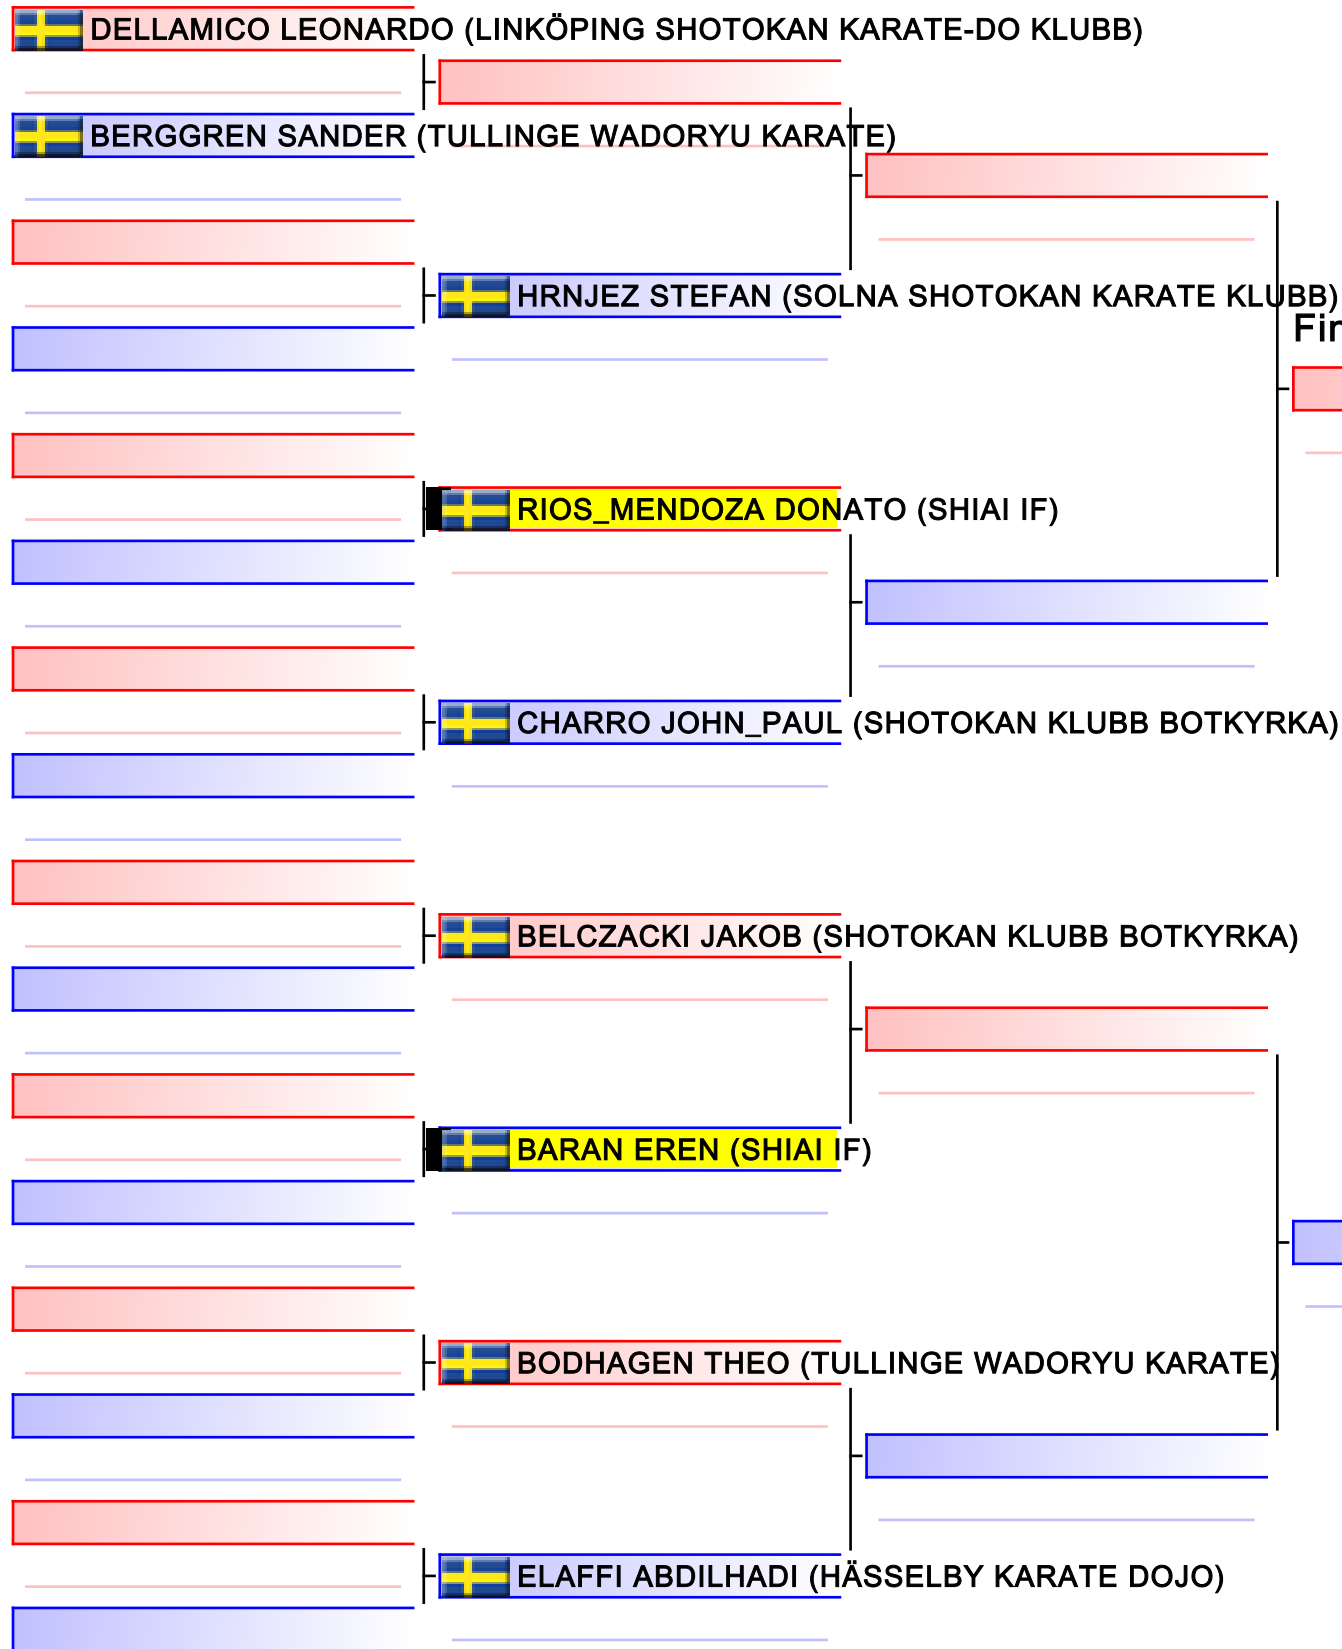 DELLAMICO LEONARDO (LINKÖPING SHOTOKAN KARATE-DO KLUBB)
BERGGREN SANDER (TULLINGE WADORYU KARATE)
HRNJEZ STEFAN (SOLNA SHOTOKAN KARATE KLUBB)
Fin
RIOS_MENDOZA DONATO (SHIAI IF)
CHARRO JOHN_PAUL (SHOTOKAN KLUBB BOTKYRKA)
BELCZACKI JAKOB (SHOTOKAN KLUBB BOTKYRKA)
BARAN EREN (SHIAI IF)
BODHAGEN THEO (TULLINGE WADORYU KARATE)
ELAFFI ABDILHADI (HÄSSELBY KARATE DOJO)